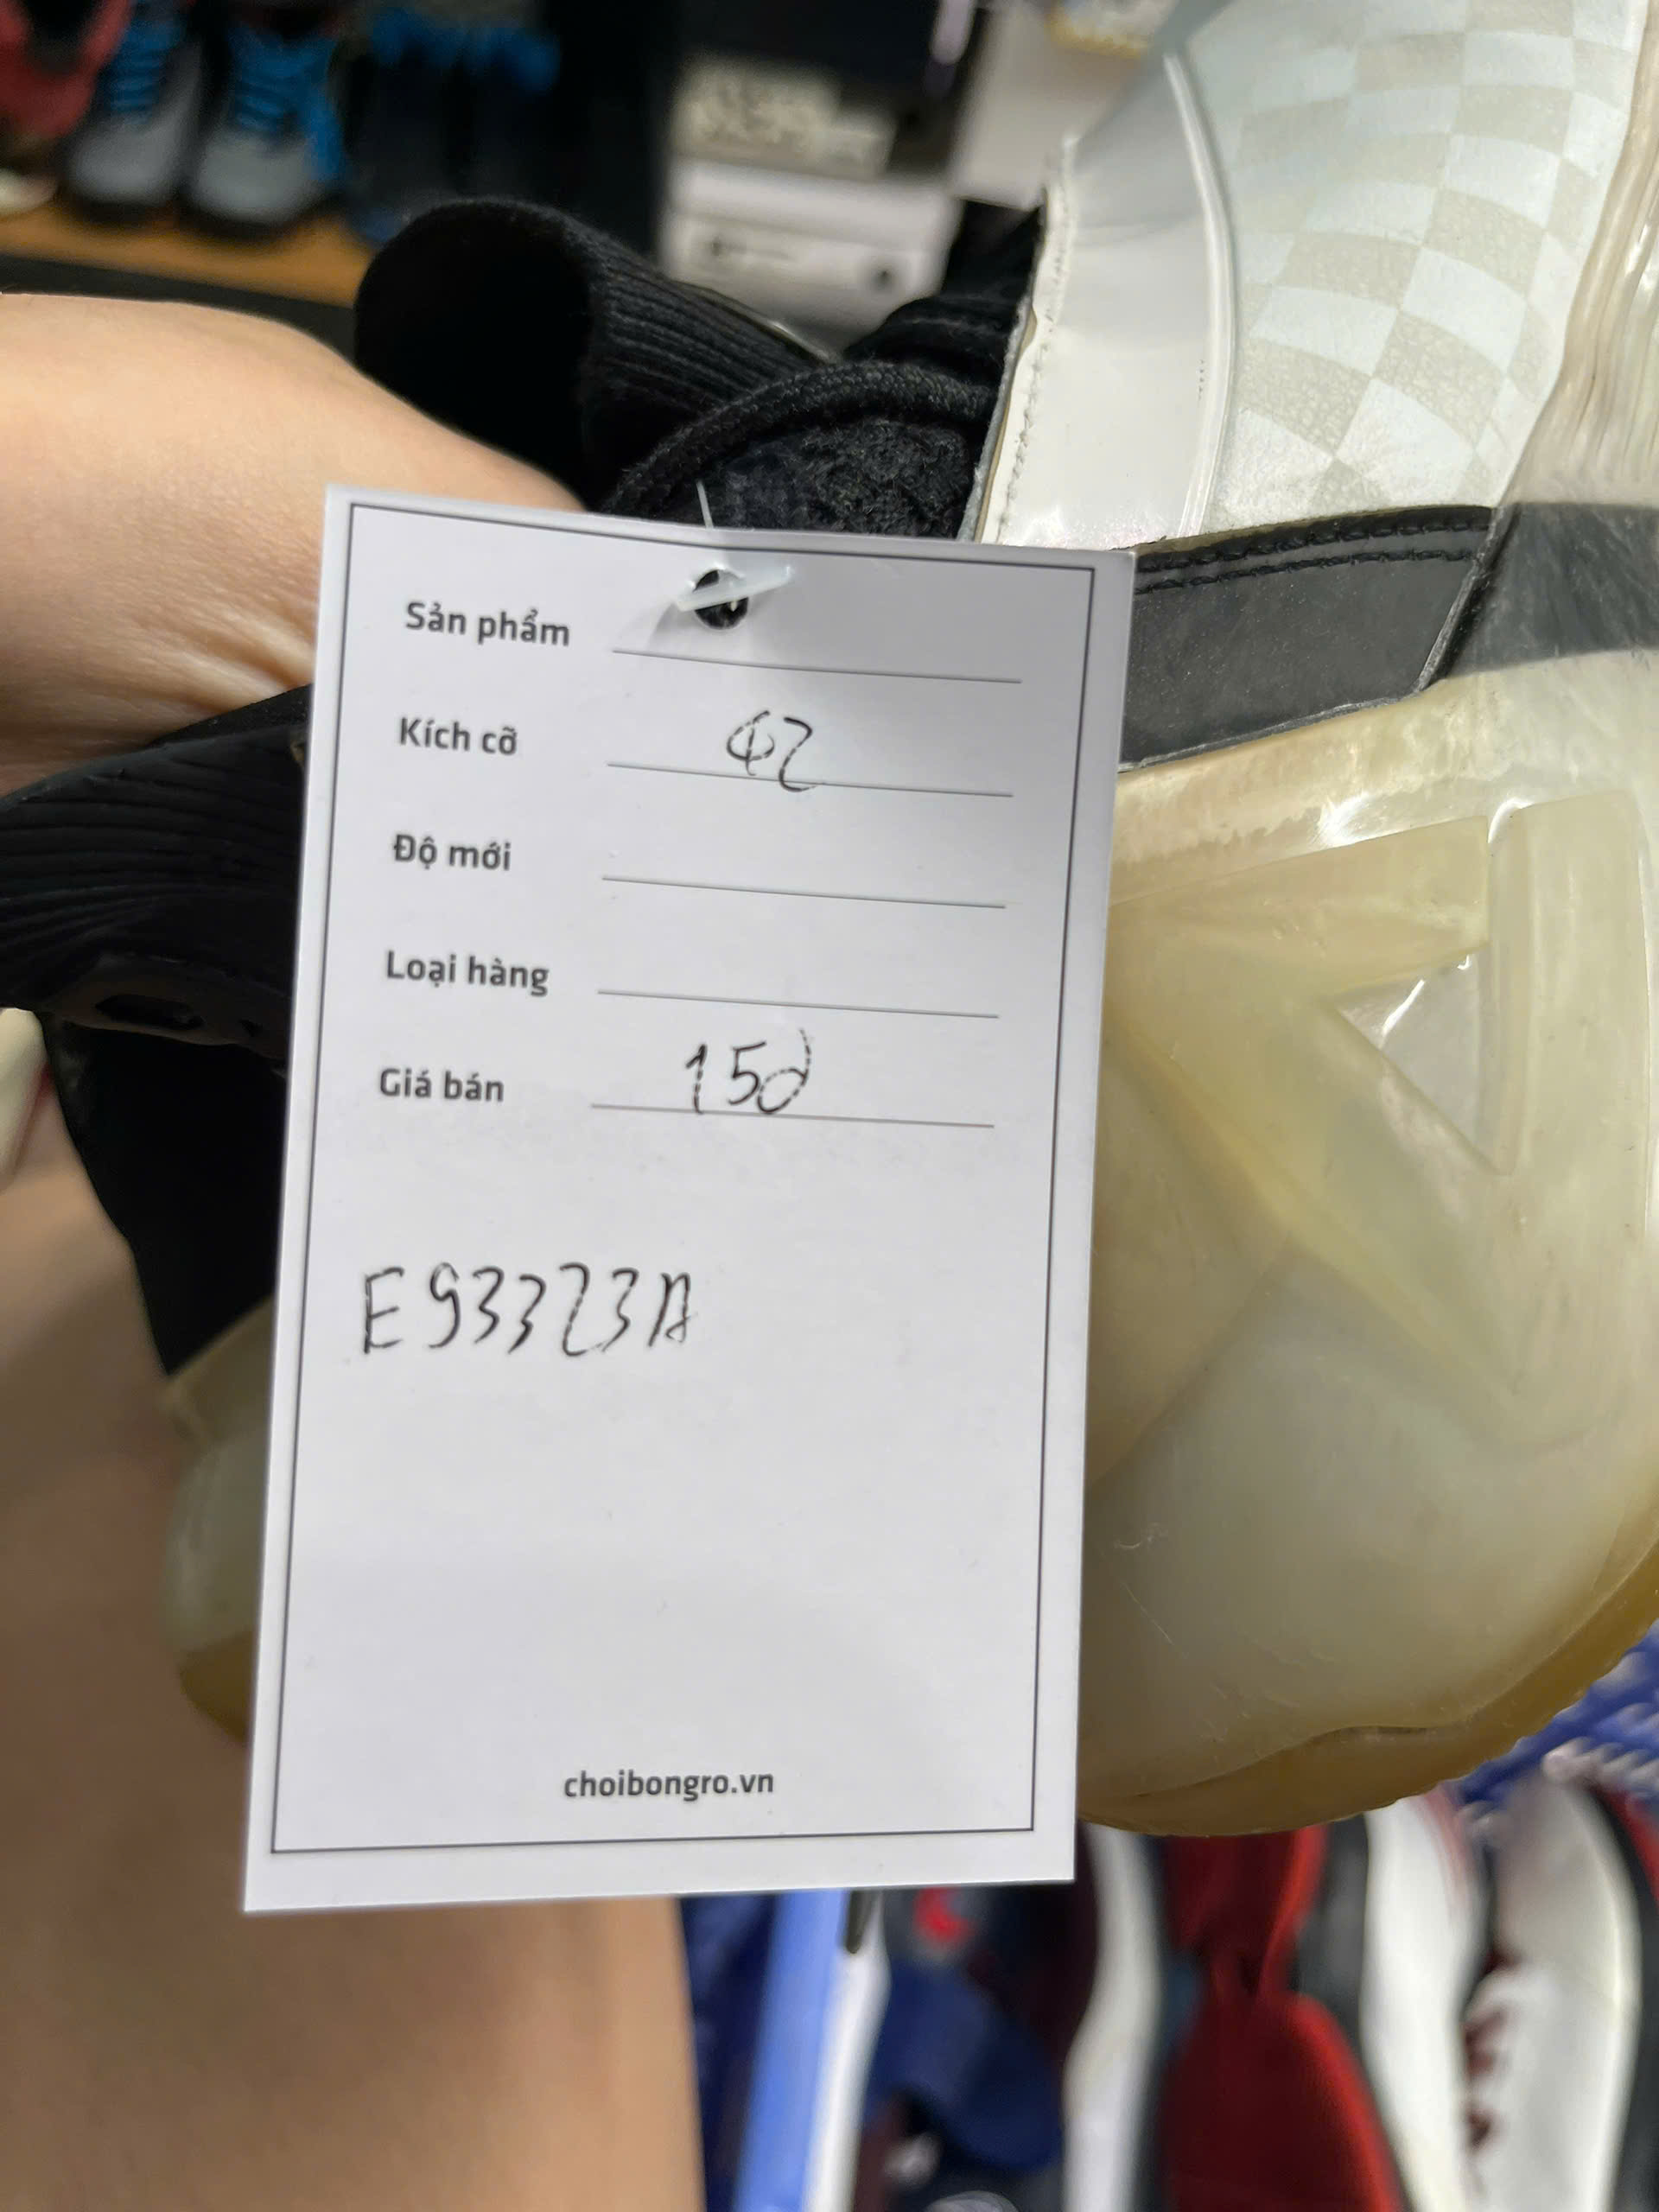 Sản phẩm
Kích cỡ 42
Độ mới
Loại hàng
Giá bán 150
E93323A
choibongro.vn